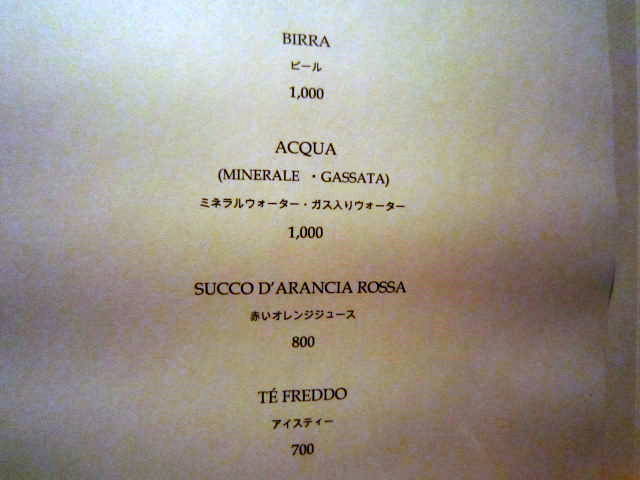 BIRRA
ビール
1,000
ACQUA
(MINERALE ・GASSATA)
ミネラルウォーター・ガス入りウォーター
1,000
SUCCO D'ARANCIA ROSSA
赤いオレンジジュース
800
TÉ FREDDO
アイスティー
700